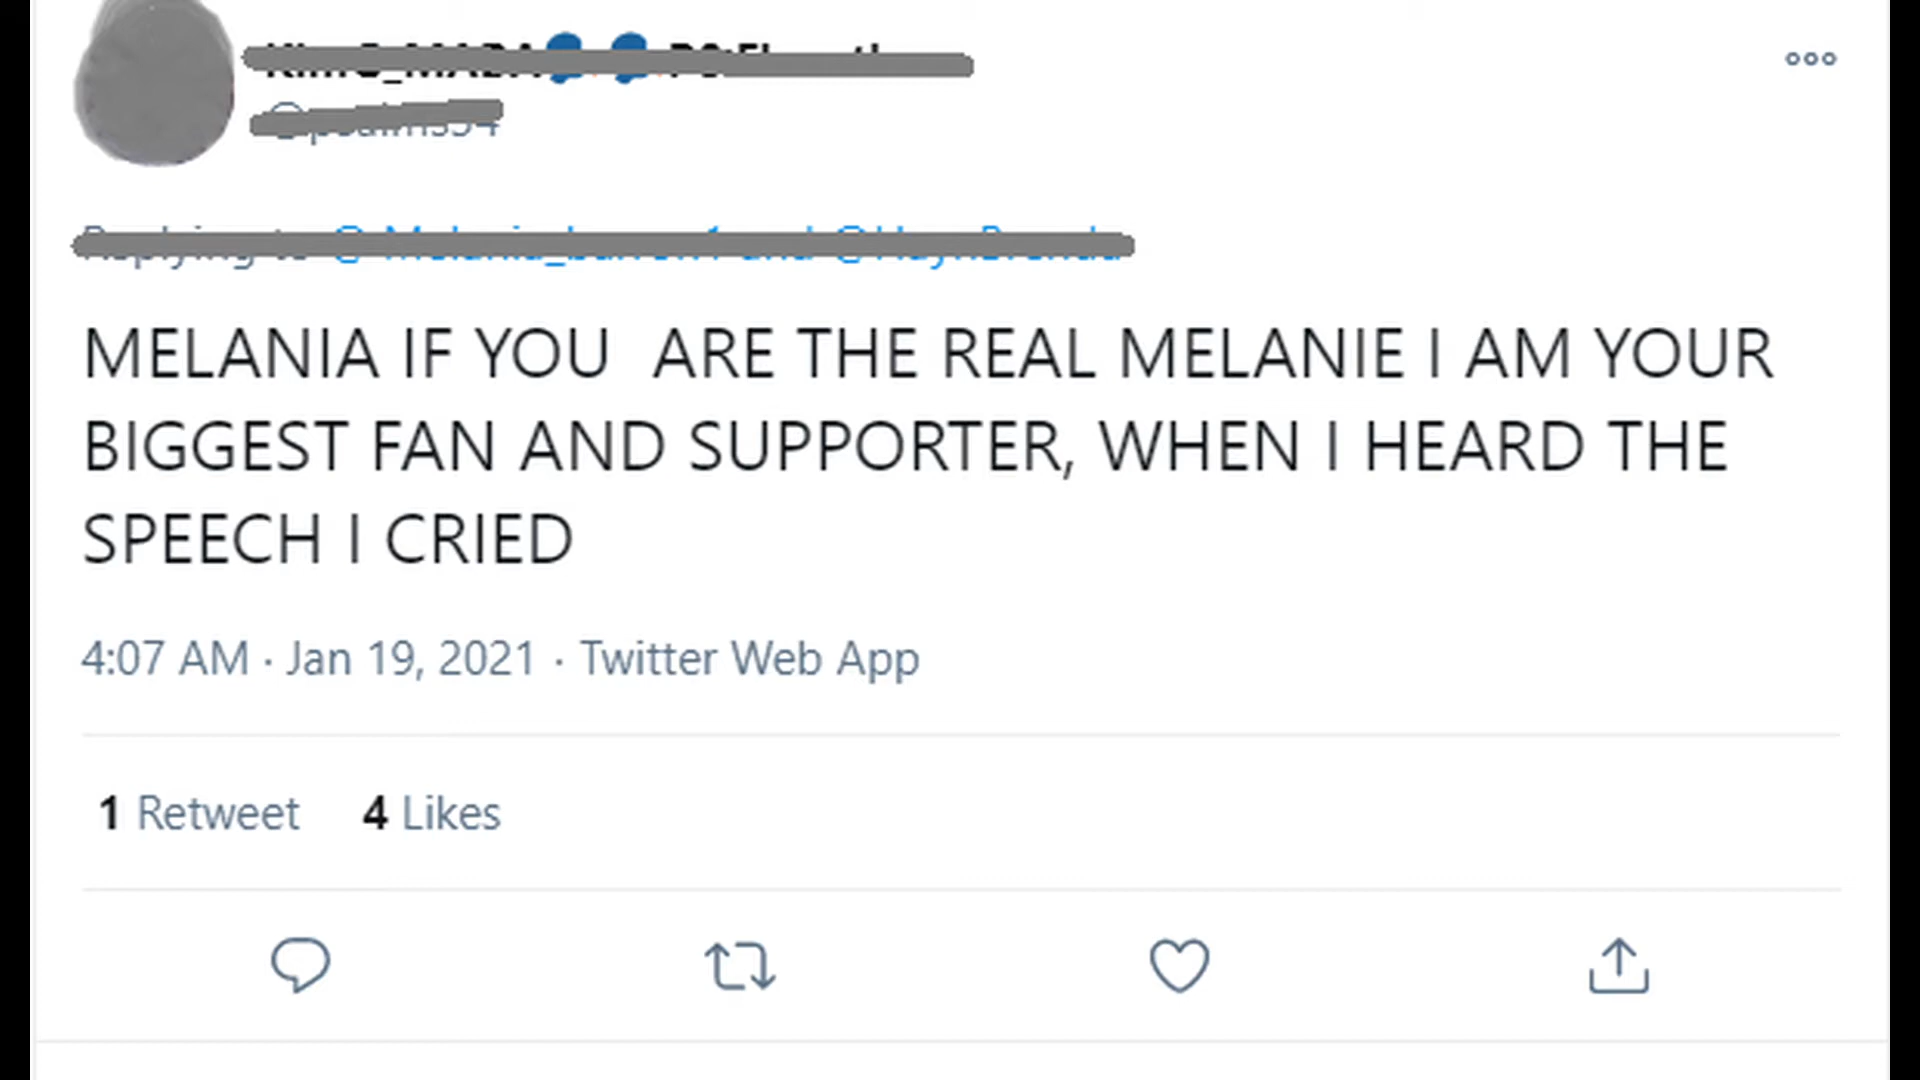 MELANIA IF YOU  ARE THE REAL MELANIE I AM YOUR
BIGGEST FAN AND SUPPORTER, WHEN I HEARD THE
SPEECH I CRIED
4:07 AM · Jan 19, 2021 · Twitter Web App
1 Retweet 4 Likes